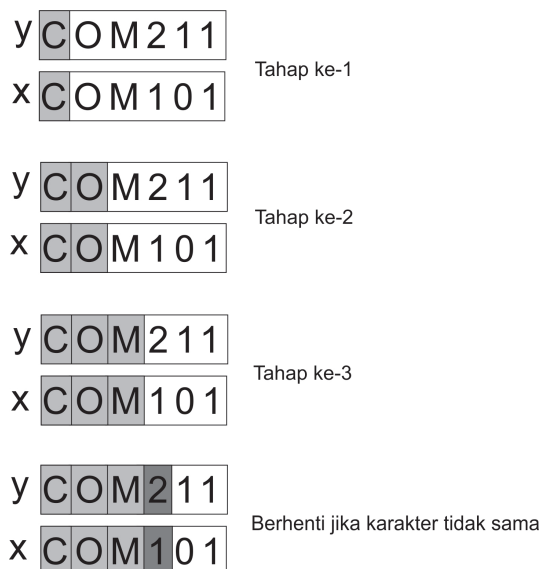 y COM211
Tahap ke-1
x COM101
y COM211
Tahap ke-2
x COM101
y COM211
Tahap ke-3
x COM101
y COM211
Berhenti jika karakter tidak sama
x COM101